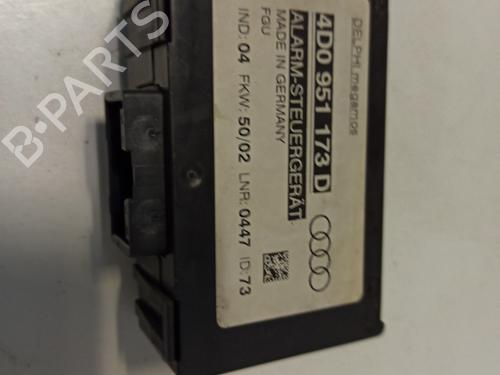 DELPHI megamos
4D0 951 173 D
ALARM-STEUERGERÄT
MADE IN GERMANY
FGU
IND: 04 FKW: 50/02 LNR: 0447 ID: 73
B-PARTS